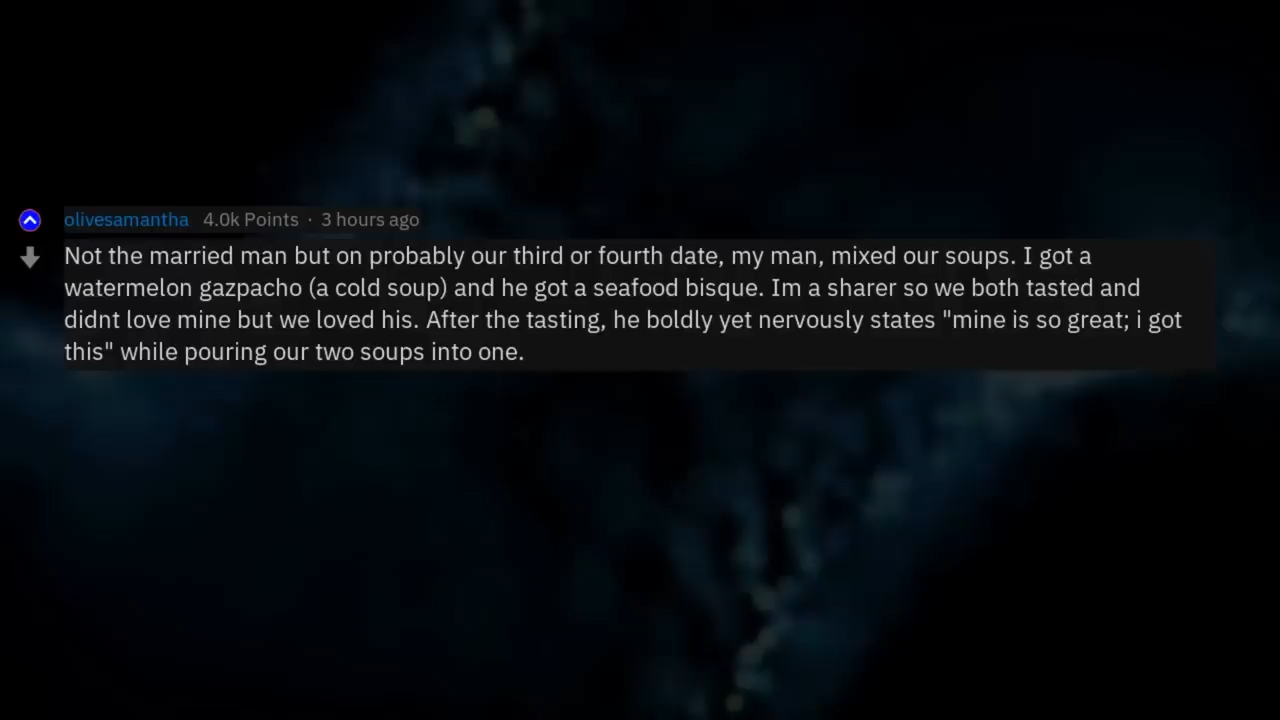 olivesamantha 4.0k Points · 3 hours ago
Not the married man but on probably our third or fourth date, my man, mixed our soups. I got a
watermelon gazpacho (a cold soup) and he got a seafood bisque. Im a sharer so we both tasted and
didnt love mine but we loved his. After the tasting, he boldly yet nervously states "mine is so great; i got
this" while pouring our two soups into one.